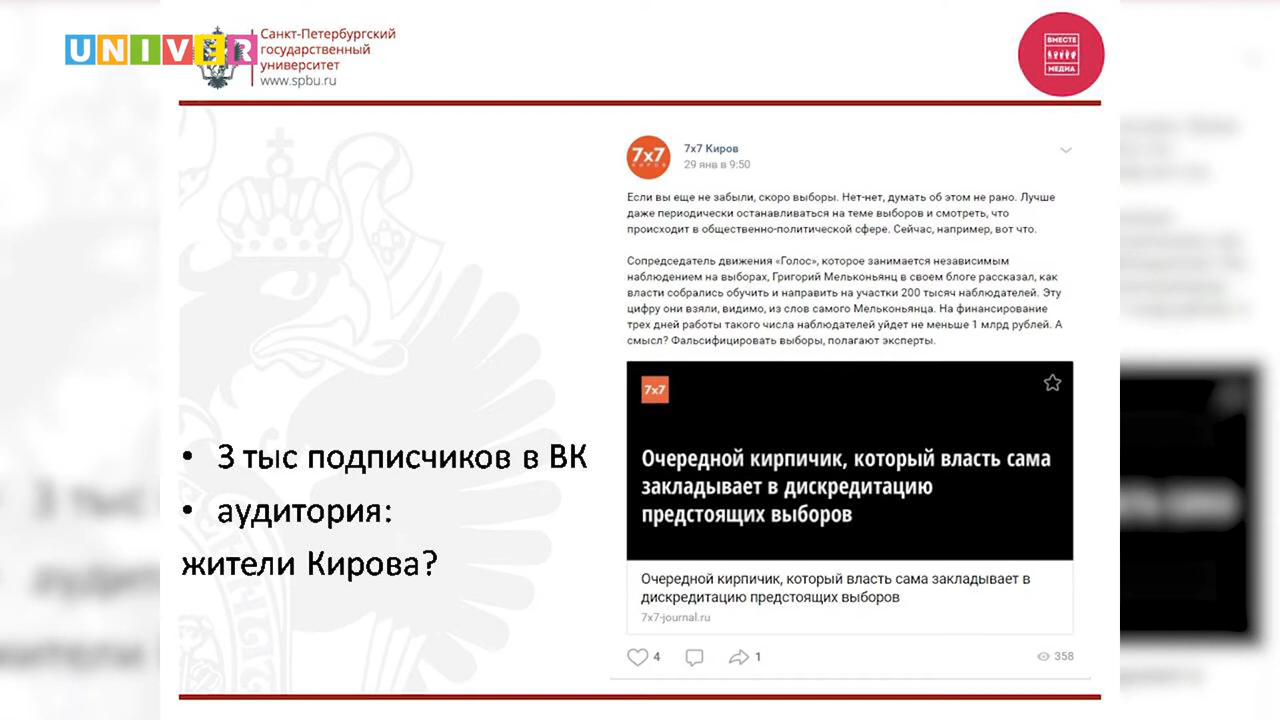 UNIVER
Санкт-Петербургский
государственный
университет
www.spbu.ru
ВМЕСТЕ
МЕДИА
7x7 Киров
29 янв в 9:50
7x7
КИРОВ
Если вы еще не забыли, скоро выборы. Нет-нет, думать об этом не рано. Лучше
даже периодически останавливаться на теме выборов и смотреть, что
происходит в общественно-политической сфере. Сейчас, например, вот что.
Сопредседатель движения «Голос», которое занимается независимым
наблюдением на выборах, Григорий Мельконьянц в своем блоге рассказал, как
власти собрались обучить и направить на участки 200 тысяч наблюдателей. Эту
цифру они взяли, видимо, из слов самого Мельконьянца. На финансирование
трех дней работы такого числа наблюдателей уйдет не меньше 1 млрд рублей. А
смысл? Фальсифицировать выборы, полагают эксперты.
7x7
Очередной кирпичик, который власть сама
закладывает в дискредитацию
предстоящих выборов
Очередной кирпичик, который власть сама закладывает в
дискредитацию предстоящих выборов
7x7-journal.ru
4
1
358
• 3 тыс подписчиков в ВК
• аудитория:
жители Кирова?